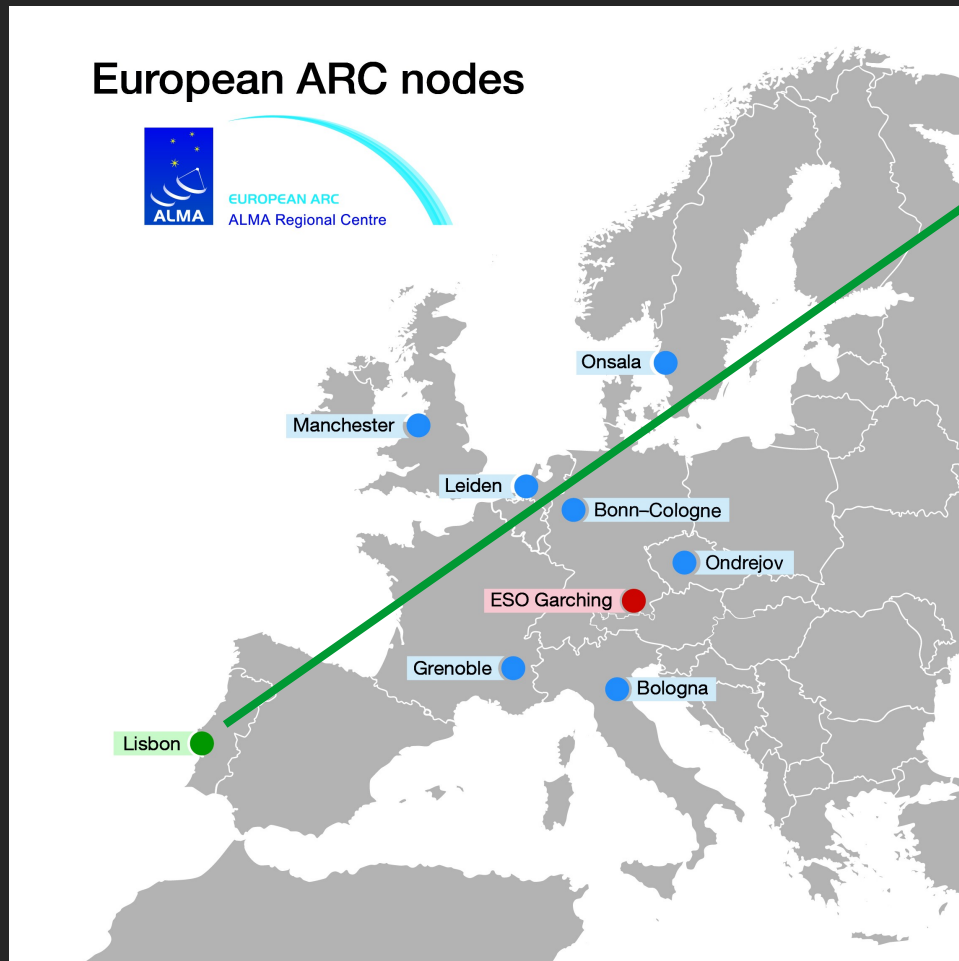 European ARC nodes
ALMA
EUROPEAN ARC
ALMA Regional Centre
Onsala
Manchester
Leiden
Bonn–Cologne
Ondrejov
ESO Garching
Grenoble
Bologna
Lisbon